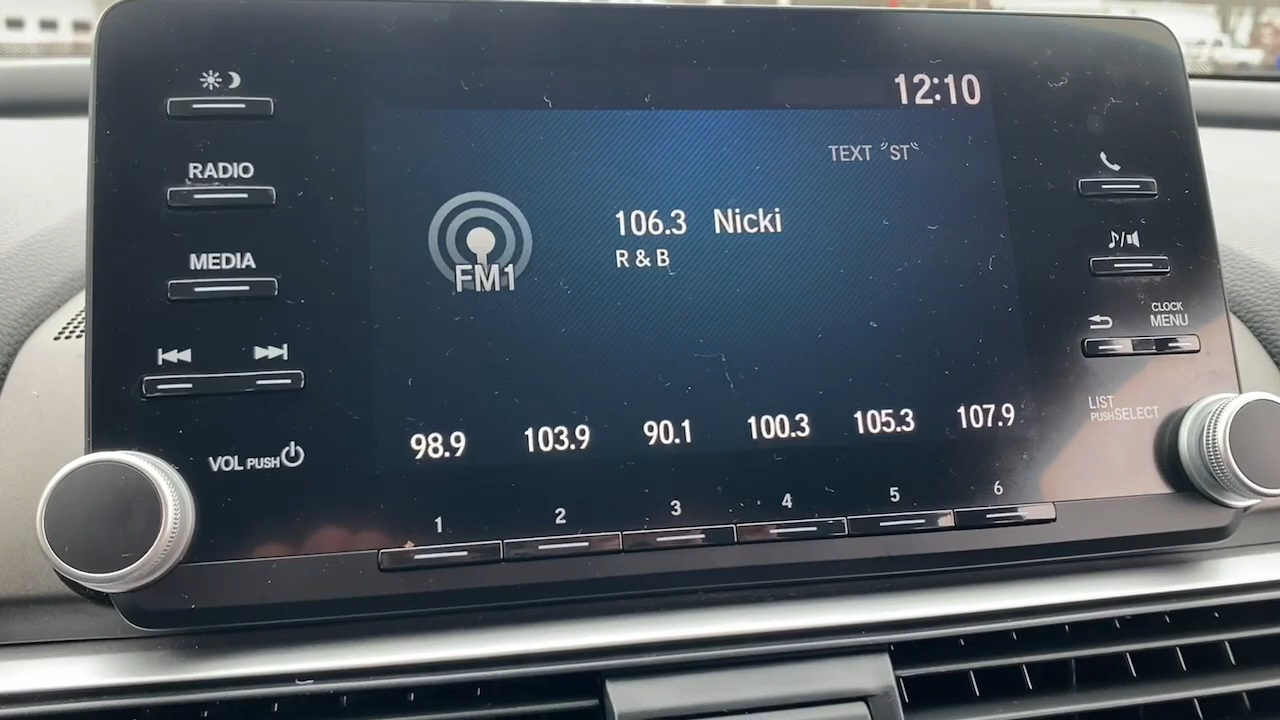 12:10
TEXT "ST"
RADIO
106.3 Nicki
R & B
FM1
MEDIA
CLOCK
MENU
LIST
PUSH SELECT
98.9 103.9 90.1 100.3 105.3 107.9
VOL PUSH
1 2 3 4 5 6